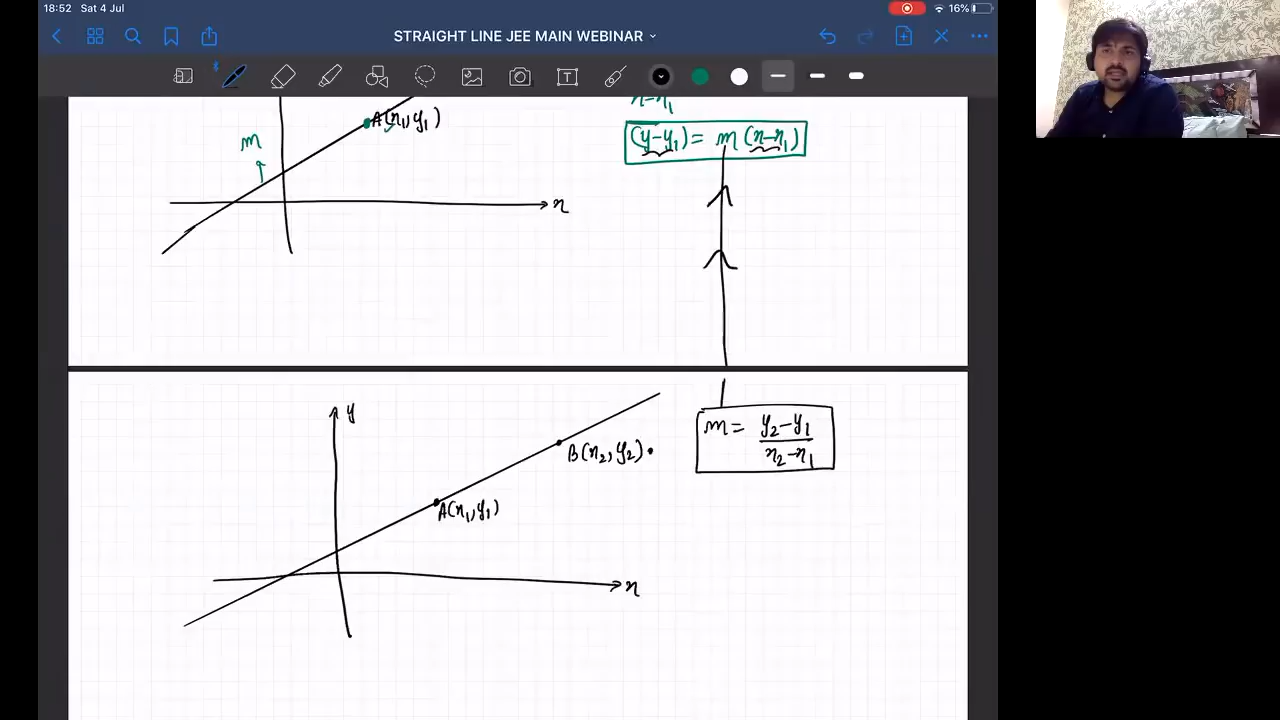 18:52 Sat 4 Jul
16%
STRAIGHT LINE JEE MAIN WEBINAR
A(x₁, y₁)
m
x
x-x₁
(y-y₁) = m (x-x₁)
y
B(x₂, y₂)
A(x₁, y₁)
x
m = y₂-y₁
x₂-x₁